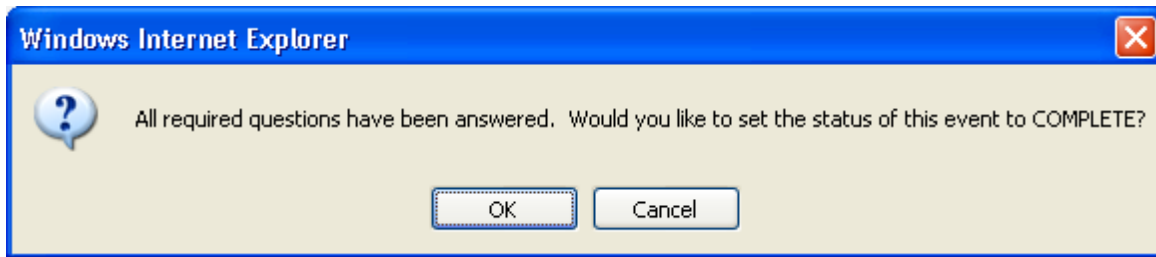 Windows Internet Explorer
All required questions have been answered.  Would you like to set the status of this event to COMPLETE?
OK
Cancel